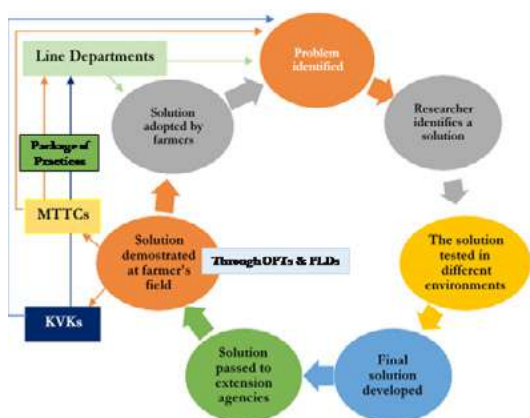 Line Departments
Problem
identified
Solution
adopted by
farmers
Researcher
identifies a
solution
Package of
Practices
MTTCs
Solution
demostrated
at farmer's
field
Through OFTs & FLDs
The solution
tested in
different
environments
KVKs
Solution
passed to
extension
agencies
Final
solution
developed